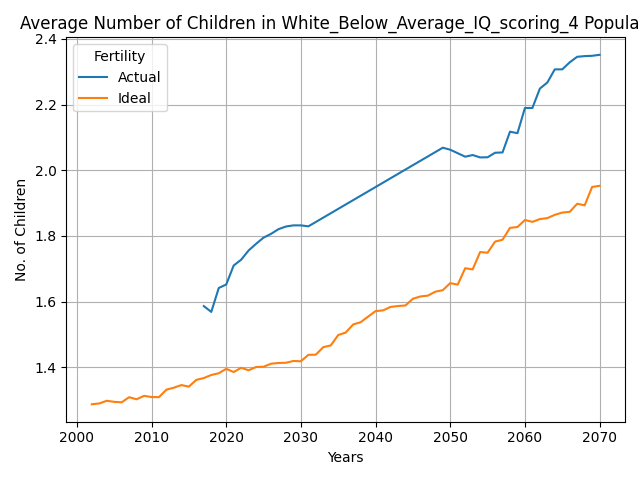 Average Number of Children in White_Below_Average_IQ_scoring_4 Popula
Fertility
Actual
Ideal
No. of Children
2.4
2.2
2.0
1.8
1.6
1.4
2000 2010 2020 2030 2040 2050 2060 2070
Years